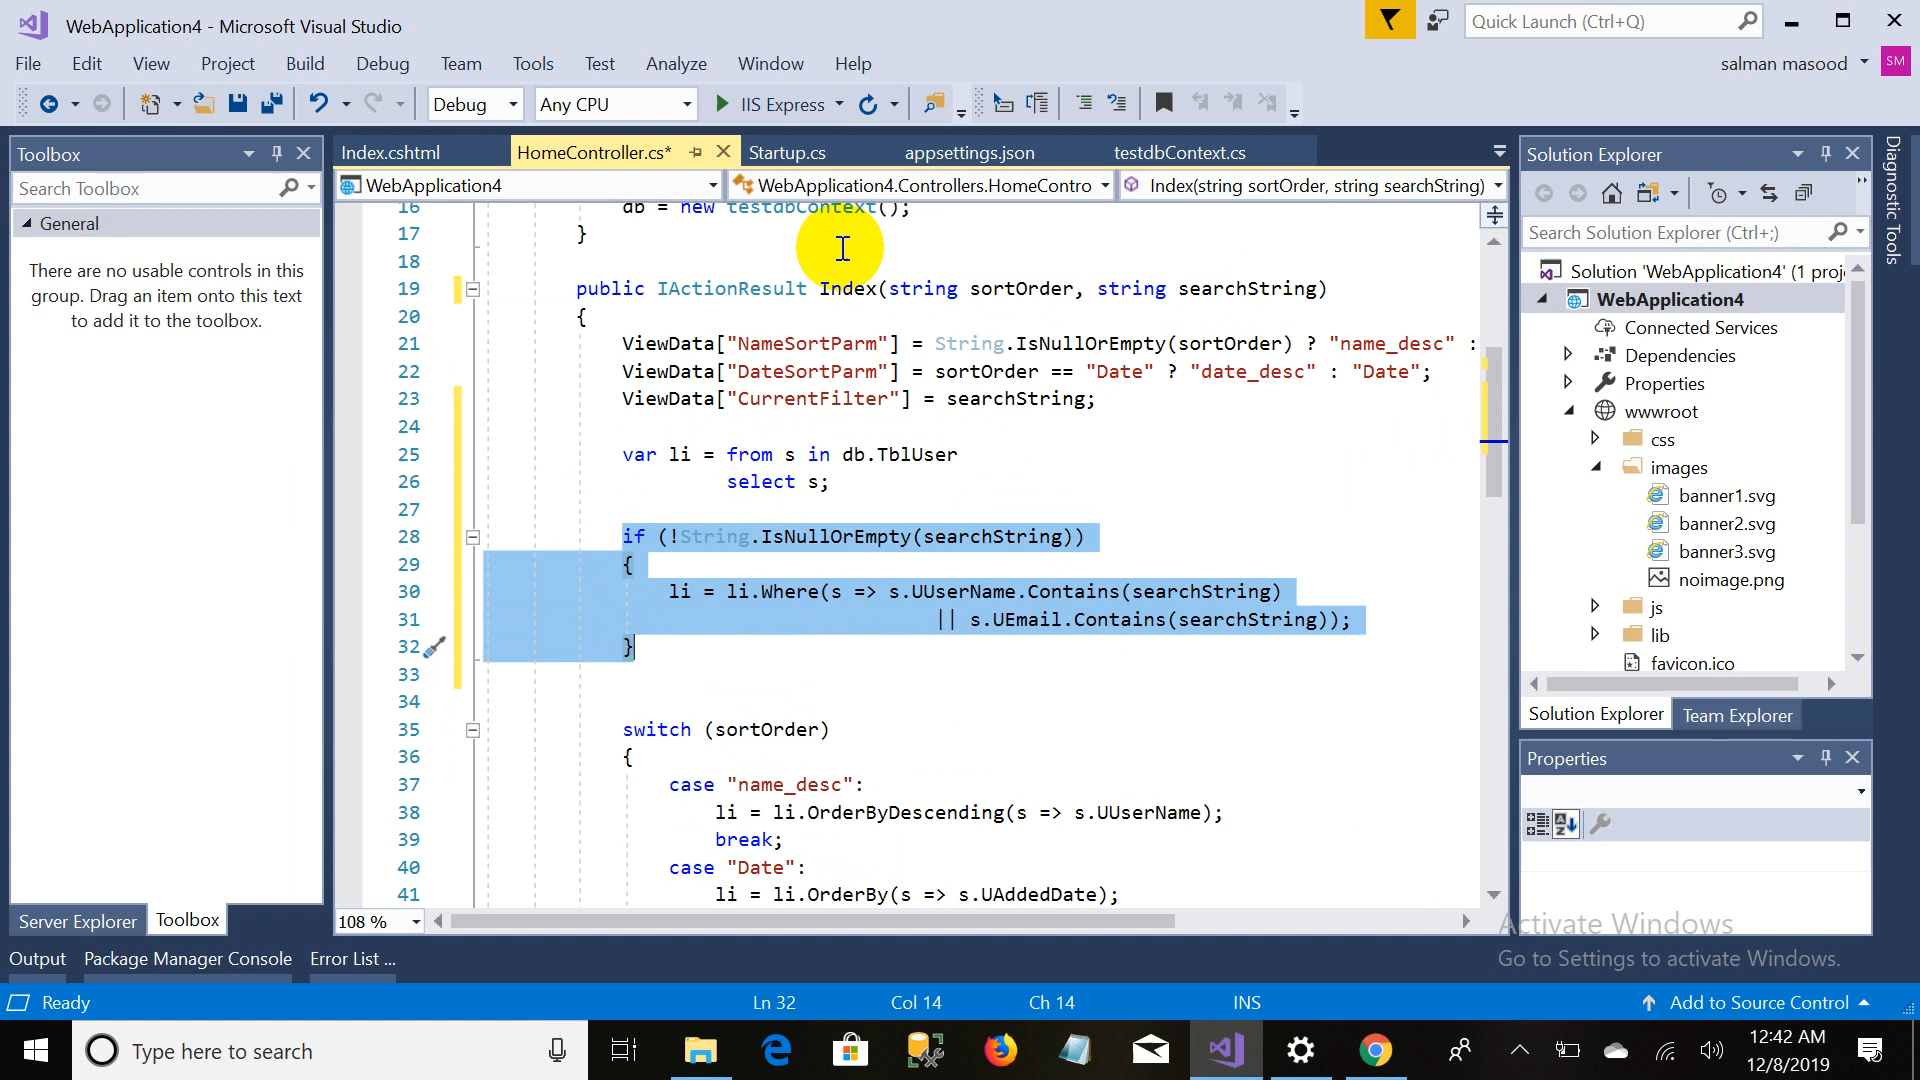 WebApplication4 - Microsoft Visual Studio
Quick Launch (Ctrl+Q)
File Edit View Project Build Debug Team Tools Test Analyze Window Help
salman masood SM
Debug Any CPU IIS Express
Toolbox
Search Toolbox
General
There are no usable controls in this
group. Drag an item onto this text
to add it to the toolbox.
Server Explorer Toolbox
Index.cshtml HomeController.cs* Startup.cs appsettings.json testdbContext.cs
WebApplication4 WebApplication4.Controllers.HomeContro Index(string sortOrder, string searchString)
16 db = new testdbContext();
17 }
18
19 public IActionResult Index(string sortOrder, string searchString)
20 {
21 ViewData["NameSortParm"] = String.IsNullOrEmpty(sortOrder) ? "name_desc" :
22 ViewData["DateSortParm"] = sortOrder == "Date" ? "date_desc" : "Date";
23 ViewData["CurrentFilter"] = searchString;
24
25 var li = from s in db.TblUser
26 select s;
27
28 if (!String.IsNullOrEmpty(searchString))
29 {
30 li = li.Where(s => s.UUserName.Contains(searchString)
31 || s.UEmail.Contains(searchString));
32 }
33
34
35 switch (sortOrder)
36 {
37 case "name_desc":
38 li = li.OrderByDescending(s => s.UUserName);
39 break;
40 case "Date":
41 li = li.OrderBy(s => s.UAddedDate);
108 %
Solution Explorer
Search Solution Explorer (Ctrl+;)
Solution 'WebApplication4' (1 proj
WebApplication4
Connected Services
Dependencies
Properties
wwwroot
css
images
banner1.svg
banner2.svg
banner3.svg
noimage.png
js
lib
favicon.ico
Solution Explorer Team Explorer
Properties
Diagnostic Tools
Activate Windows
Go to Settings to activate Windows.
Output Package Manager Console Error List ...
Ready Ln 32 Col 14 Ch 14 INS Add to Source Control
Type here to search
12:42 AM
12/8/2019